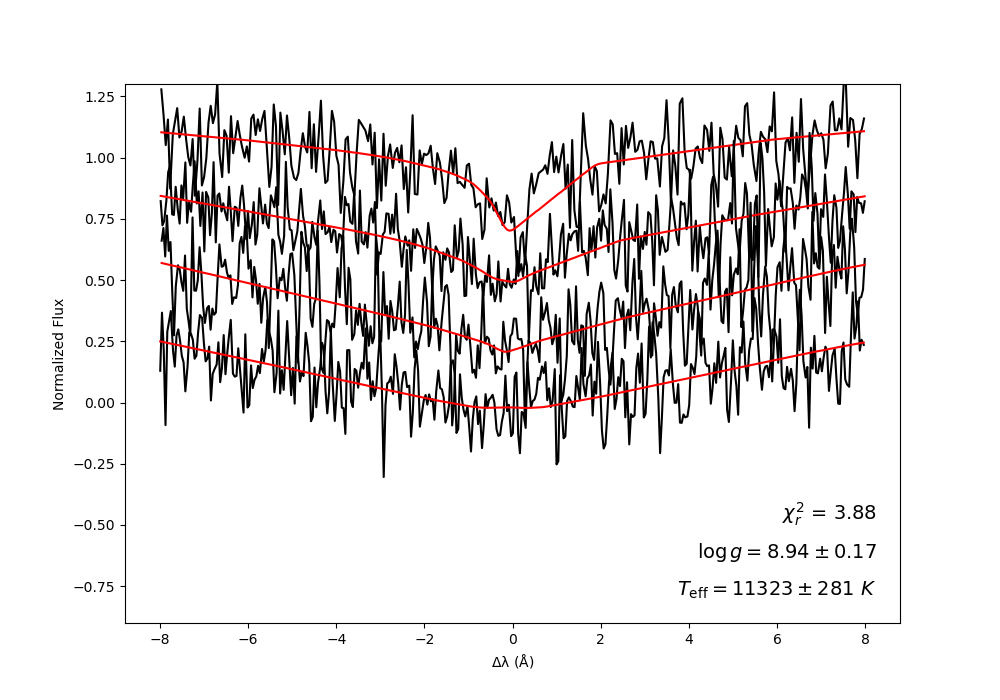 1.25
1.00
0.75
0.50
0.25
0.00
−0.25
−0.50
−0.75
Normalized Flux
χ²ᵣ = 3.88
log g = 8.94 ± 0.17
T_eff = 11323 ± 281 K
−8 −6 −4 −2 0 2 4 6 8
Δλ (Å)